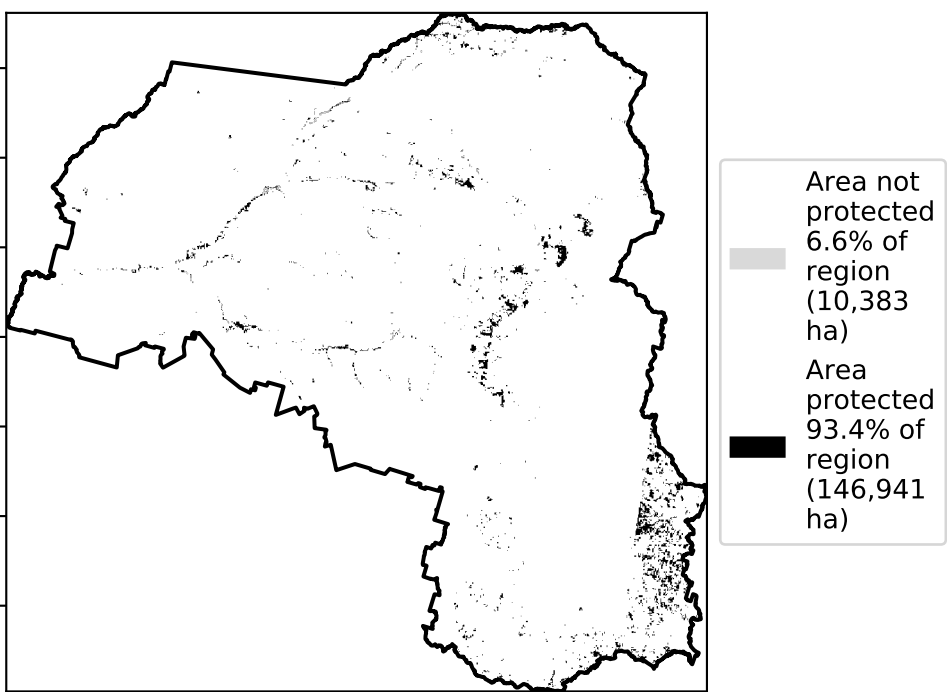 Area not
protected
6.6% of
region
(10,383
ha)
Area
protected
93.4% of
region
(146,941
ha)